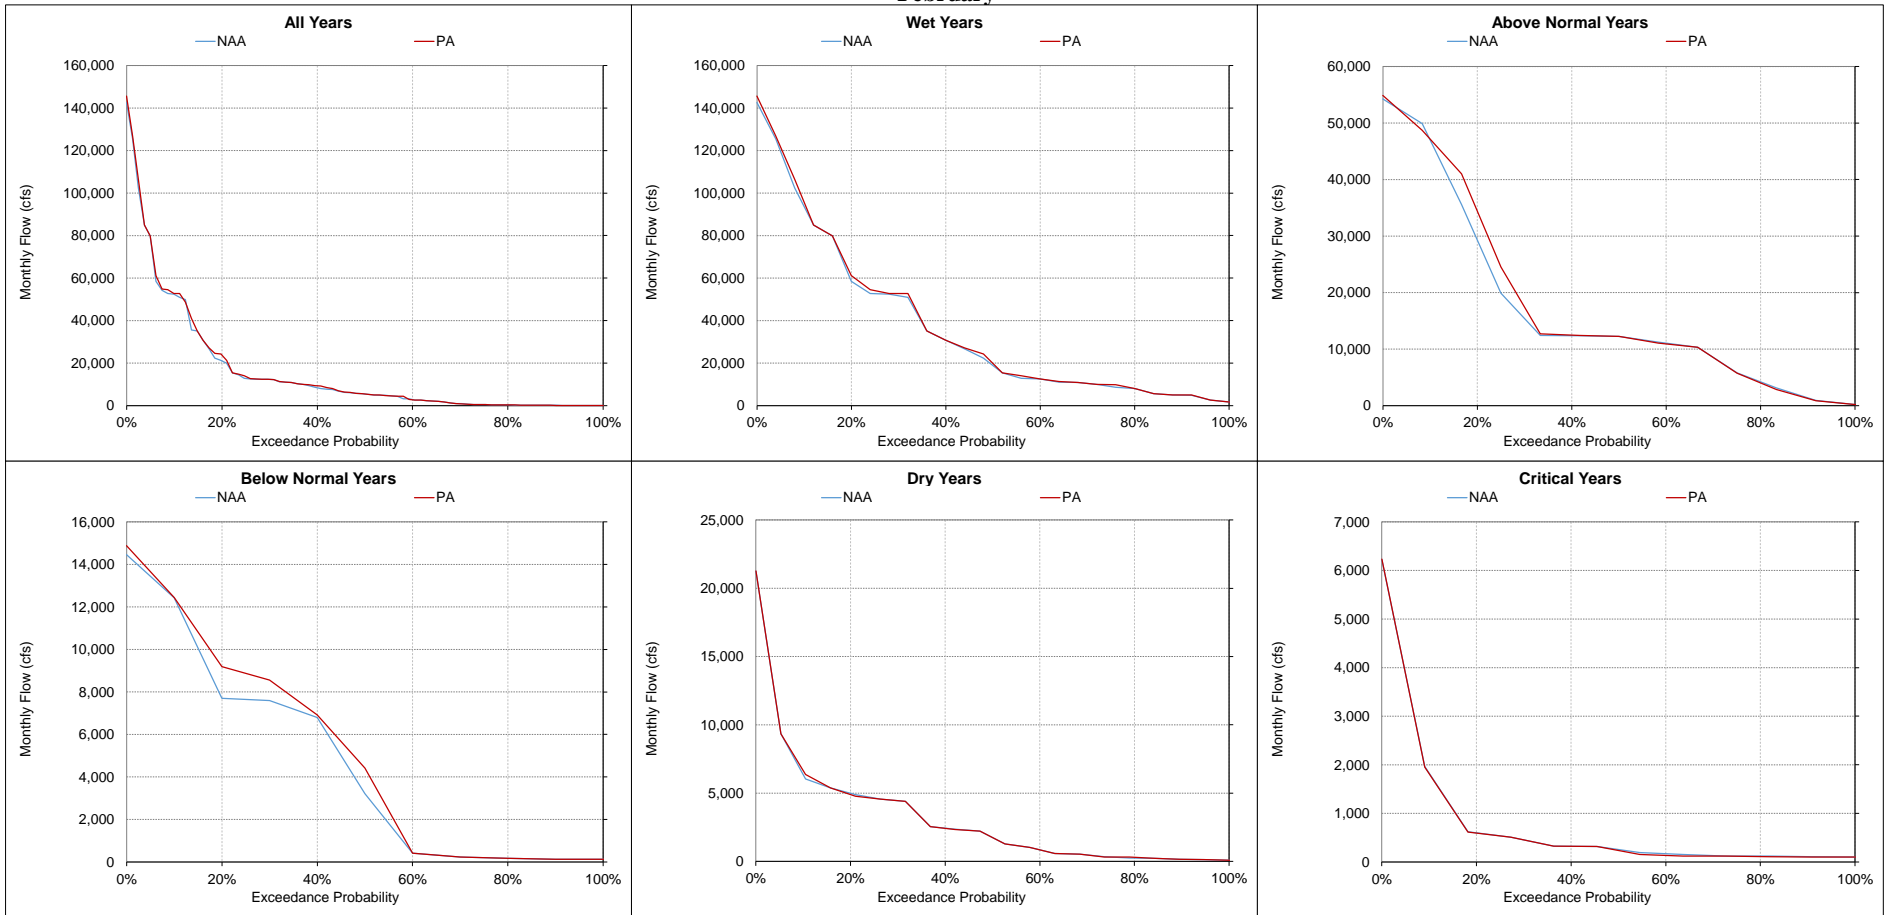 All Years
NAA PA
160,000
140,000
120,000
100,000
80,000
60,000
40,000
20,000
0
Monthly Flow (cfs)
0% 20% 40% 60% 80% 100%
Exceedance Probability
Wet Years
NAA PA
160,000
140,000
120,000
100,000
80,000
60,000
40,000
20,000
0
Monthly Flow (cfs)
0% 20% 40% 60% 80% 100%
Exceedance Probability
Above Normal Years
NAA PA
60,000
50,000
40,000
30,000
20,000
10,000
0
Monthly Flow (cfs)
0% 20% 40% 60% 80% 100%
Exceedance Probability
Below Normal Years
NAA PA
16,000
14,000
12,000
10,000
8,000
6,000
4,000
2,000
0
Monthly Flow (cfs)
0% 20% 40% 60% 80% 100%
Exceedance Probability
Dry Years
NAA PA
25,000
20,000
15,000
10,000
5,000
0
Monthly Flow (cfs)
0% 20% 40% 60% 80% 100%
Exceedance Probability
Critical Years
NAA PA
7,000
6,000
5,000
4,000
3,000
2,000
1,000
0
Monthly Flow (cfs)
0% 20% 40% 60% 80% 100%
Exceedance Probability